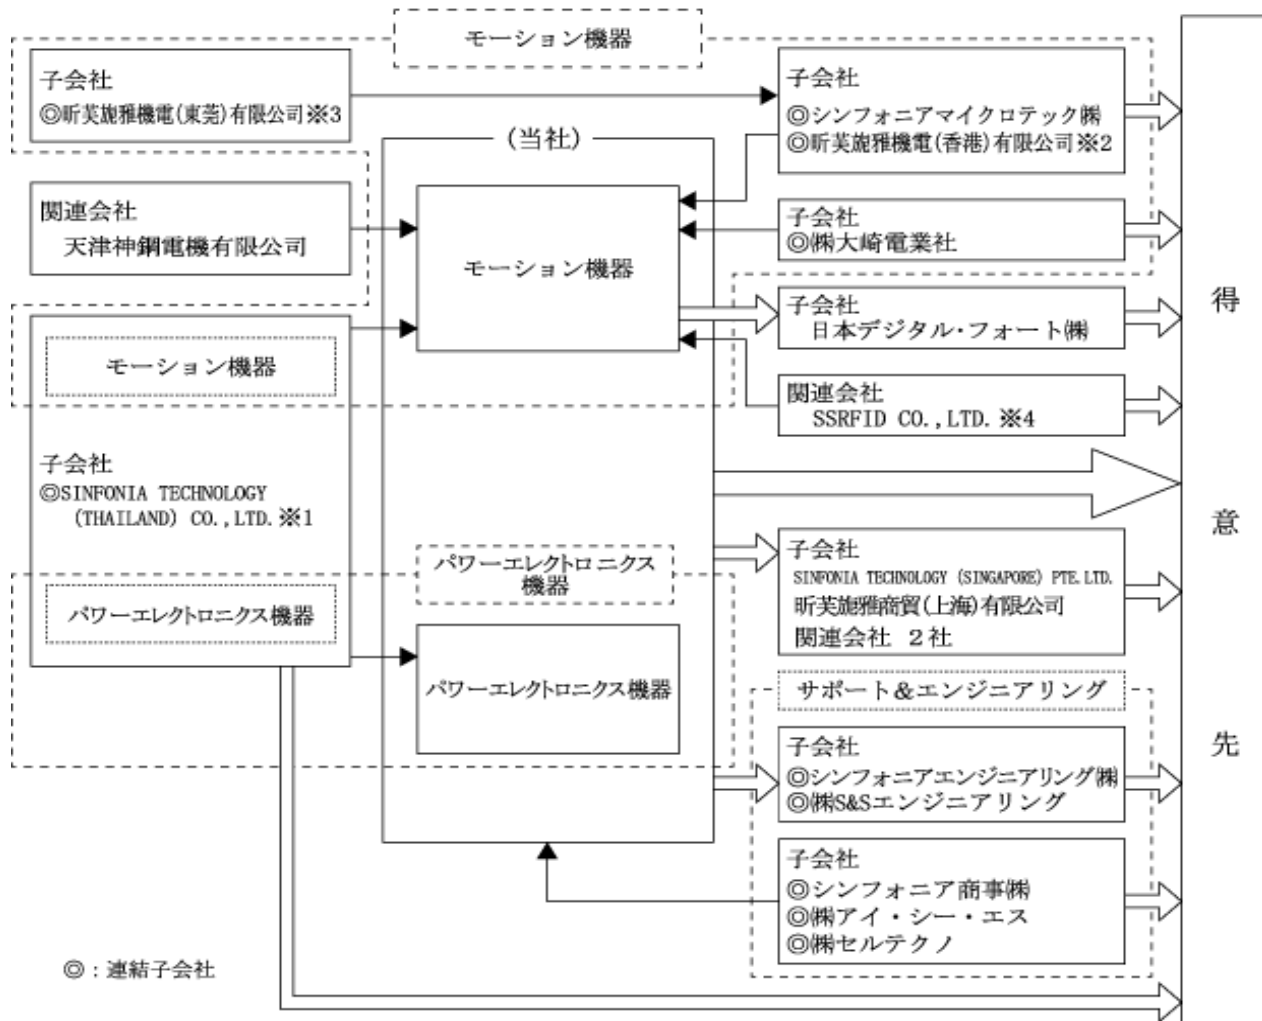 モーション機器
子会社
◎昕芙旎雅機電(東莞)有限公司※3
関連会社
天津神鋼電機有限公司
モーション機器
子会社
◎SINFONIA TECHNOLOGY
(THAILAND) CO.,LTD.※1
パワーエレクトロニクス機器
(当社)
モーション機器
パワーエレクトロニクス
機器
パワーエレクトロニクス機器
子会社
◎シンフォニアマイクロテック㈱
◎昕芙旎雅機電(香港)有限公司※2
子会社
◎㈱大崎電業社
子会社
日本デジタル・フォート㈱
関連会社
SSRFID CO.,LTD.※4
子会社
SINFONIA TECHNOLOGY (SINGAPORE) PTE.LTD.
昕芙旎雅商貿(上海)有限公司
関連会社 2社
サポート&エンジニアリング
子会社
◎シンフォニアエンジニアリング㈱
◎㈱S&Sエンジニアリング
子会社
◎シンフォニア商事㈱
◎㈱アイ・シー・エス
◎㈱セルテクノ
得意先
◎:連結子会社